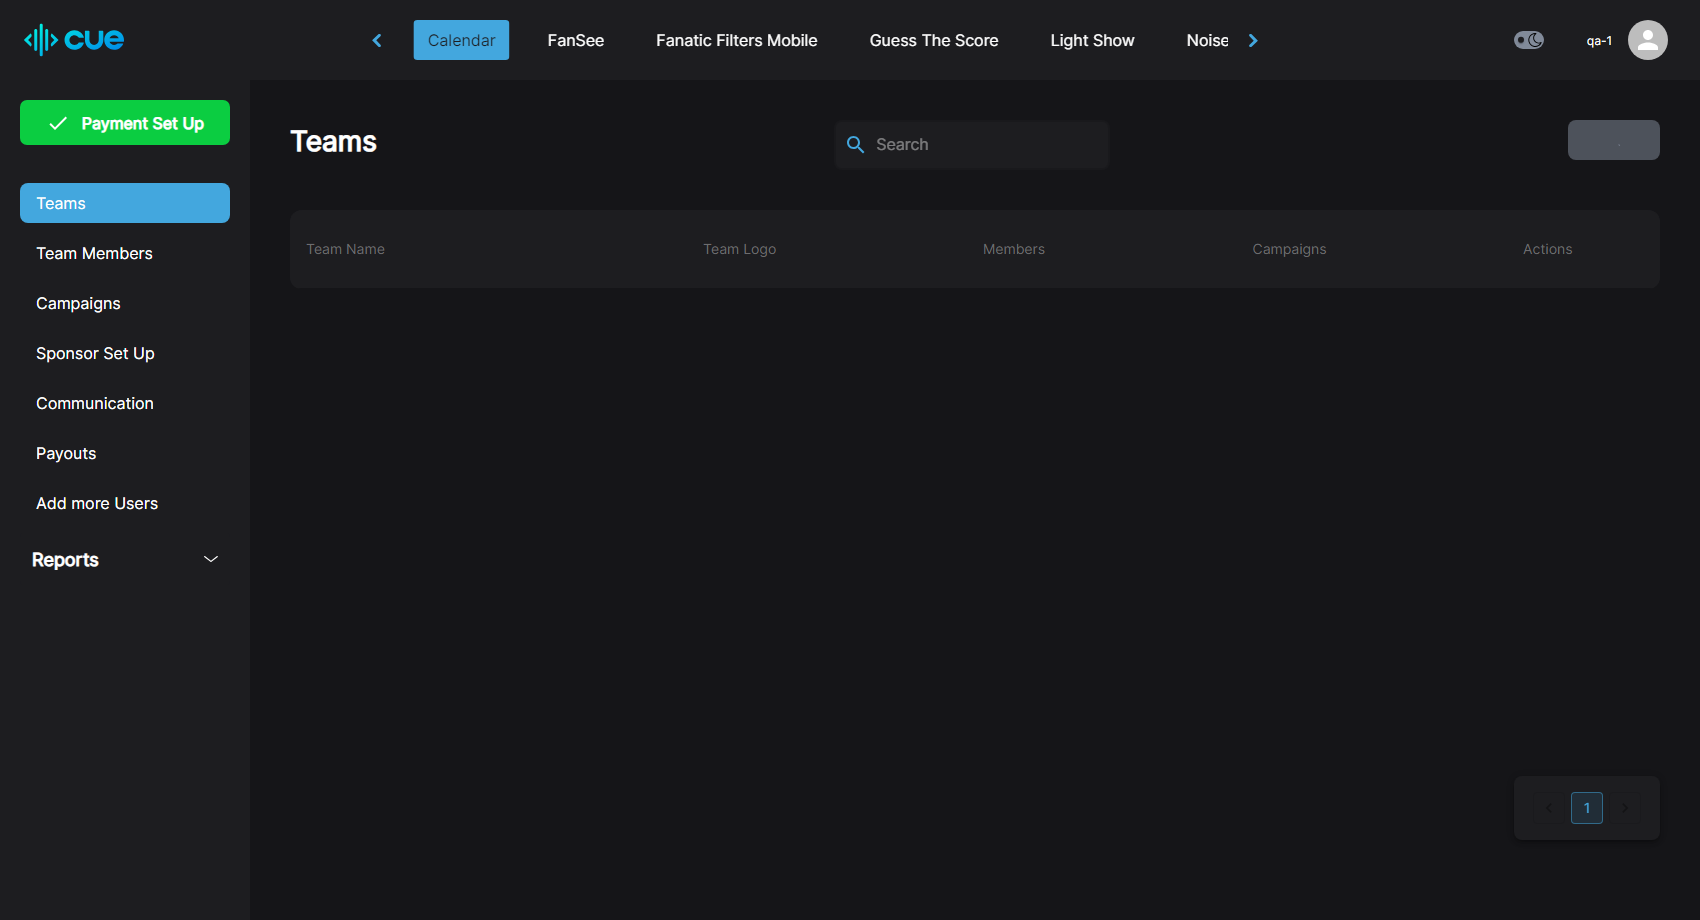 cue
Calendar
FanSee
Fanatic Filters Mobile
Guess The Score
Light Show
Noise
qa-1
Payment Set Up
Teams
Team Members
Campaigns
Sponsor Set Up
Communication
Payouts
Add more Users
Reports
Teams
Search
Team Name
Team Logo
Members
Campaigns
Actions
1